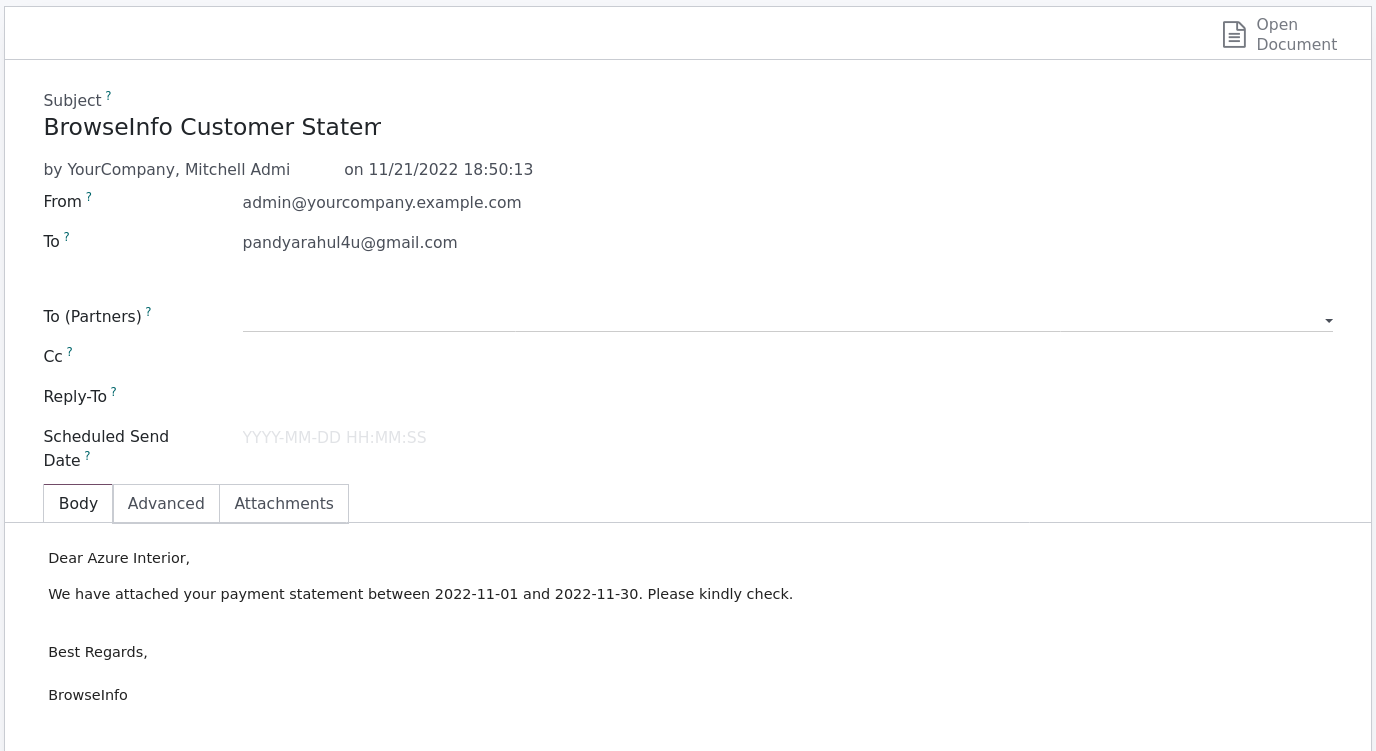 Open
Document
Subject ?
BrowseInfo Customer Statem
by YourCompany, Mitchell Admi on 11/21/2022 18:50:13
From ? admin@yourcompany.example.com
To ? pandyarahul4u@gmail.com
To (Partners) ?
Cc ?
Reply-To ?
Scheduled Send YYYY-MM-DD HH:MM:SS
Date ?
Body Advanced Attachments
Dear Azure Interior,
We have attached your payment statement between 2022-11-01 and 2022-11-30. Please kindly check.
Best Regards,
BrowseInfo